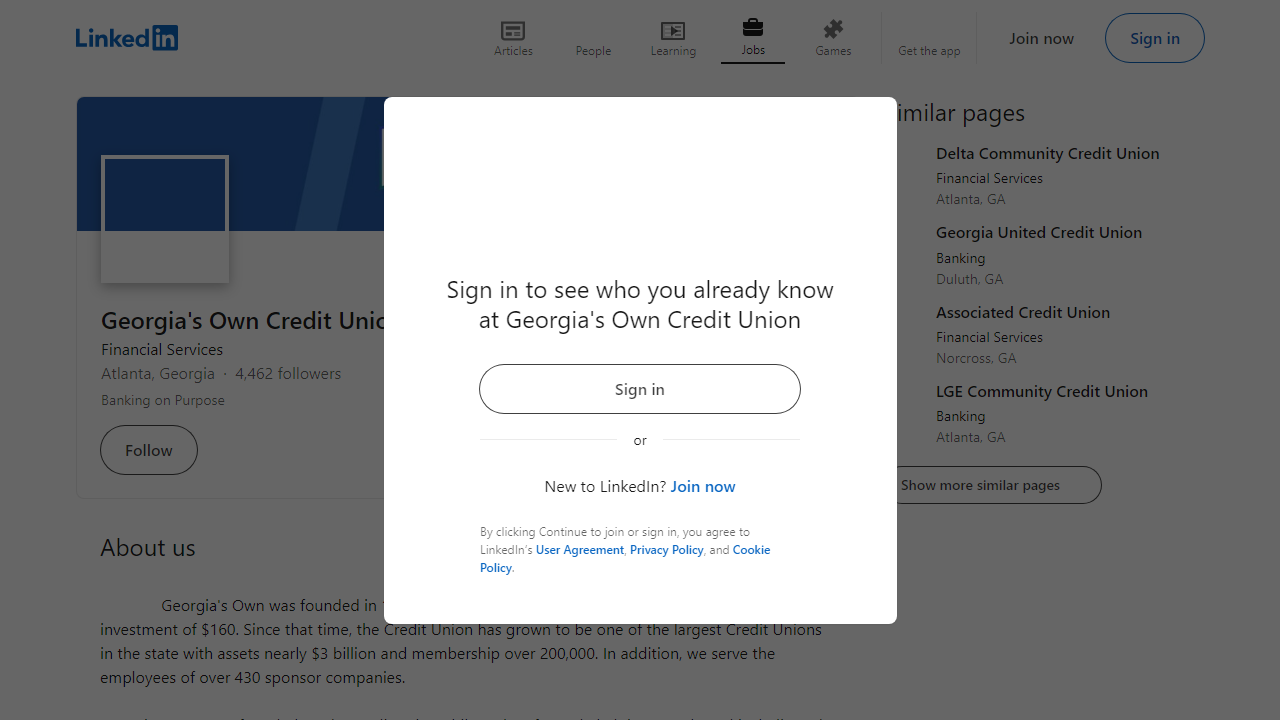 LinkedIn
Articles
People
Learning
Jobs
Games
Get the app
Join now
Sign in
Georgia's Own Credit
Financial Services
Atlanta, Georgia · 4,462 followers
Banking on Purpose
Follow
About us
Georgia's Own was founded in
investment of $160. Since that time, the Credit Union has grown to be one of the largest Credit Unions
in the state with assets nearly $3 billion and membership over 200,000. In addition, we serve the
employees of over 430 sponsor companies.
Sign in to see who you already know
at Georgia's Own Credit Union
Sign in
or
New to LinkedIn? Join now
By clicking Continue to join or sign in, you agree to
LinkedIn's User Agreement, Privacy Policy, and Cookie
Policy.
imilar pages
Delta Community Credit Union
Financial Services
Atlanta, GA
Georgia United Credit Union
Banking
Duluth, GA
Associated Credit Union
Financial Services
Norcross, GA
LGE Community Credit Union
Banking
Atlanta, GA
Show more similar pages